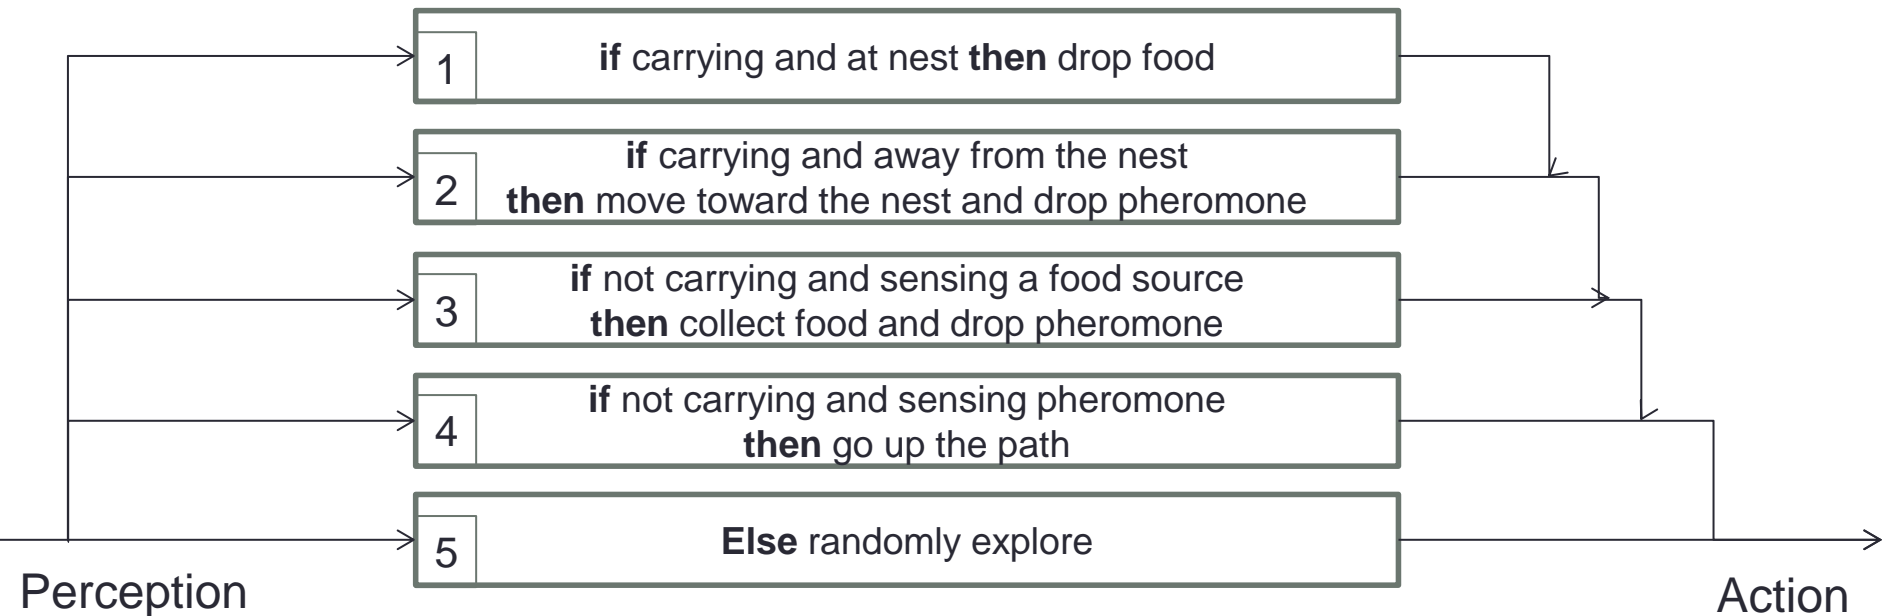 1
if carrying and at nest then drop food
2
if carrying and away from the nest
then move toward the nest and drop pheromone
3
if not carrying and sensing a food source
then collect food and drop pheromone
4
if not carrying and sensing pheromone
then go up the path
5
Else randomly explore
Perception
Action